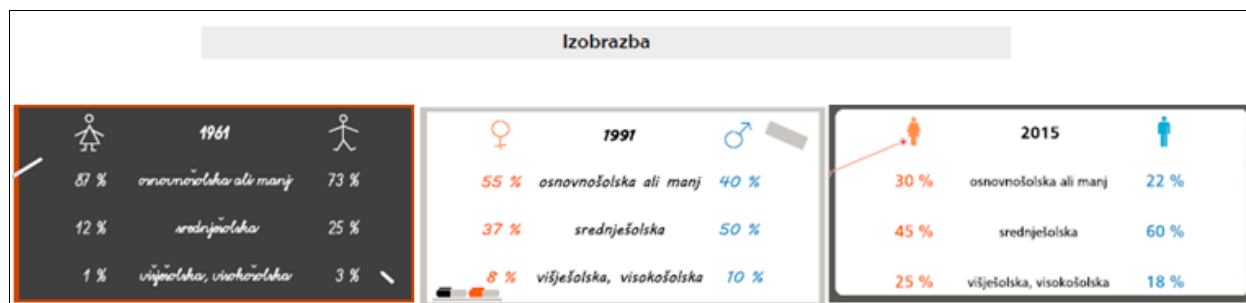 Izobrazba
1961
87 % osnovnošolska ali manj 73 %
12 % srednješolska 25 %
1 % višješolska, visokošolska 3 %
1991
55 % osnovnošolska ali manj 40 %
37 % srednješolska 50 %
8 % višješolska, visokošolska 10 %
2015
30 % osnovnošolska ali manj 22 %
45 % srednješolska 60 %
25 % višješolska, visokošolska 18 %